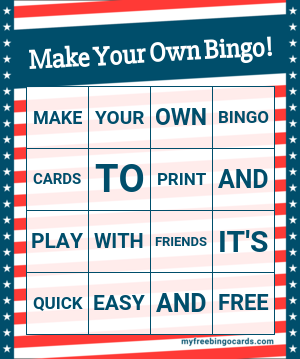 Make Your Own Bingo!
MAKE YOUR OWN BINGO
CARDS TO PRINT AND
PLAY WITH FRIENDS IT'S
QUICK EASY AND FREE
myfreebingocards.com